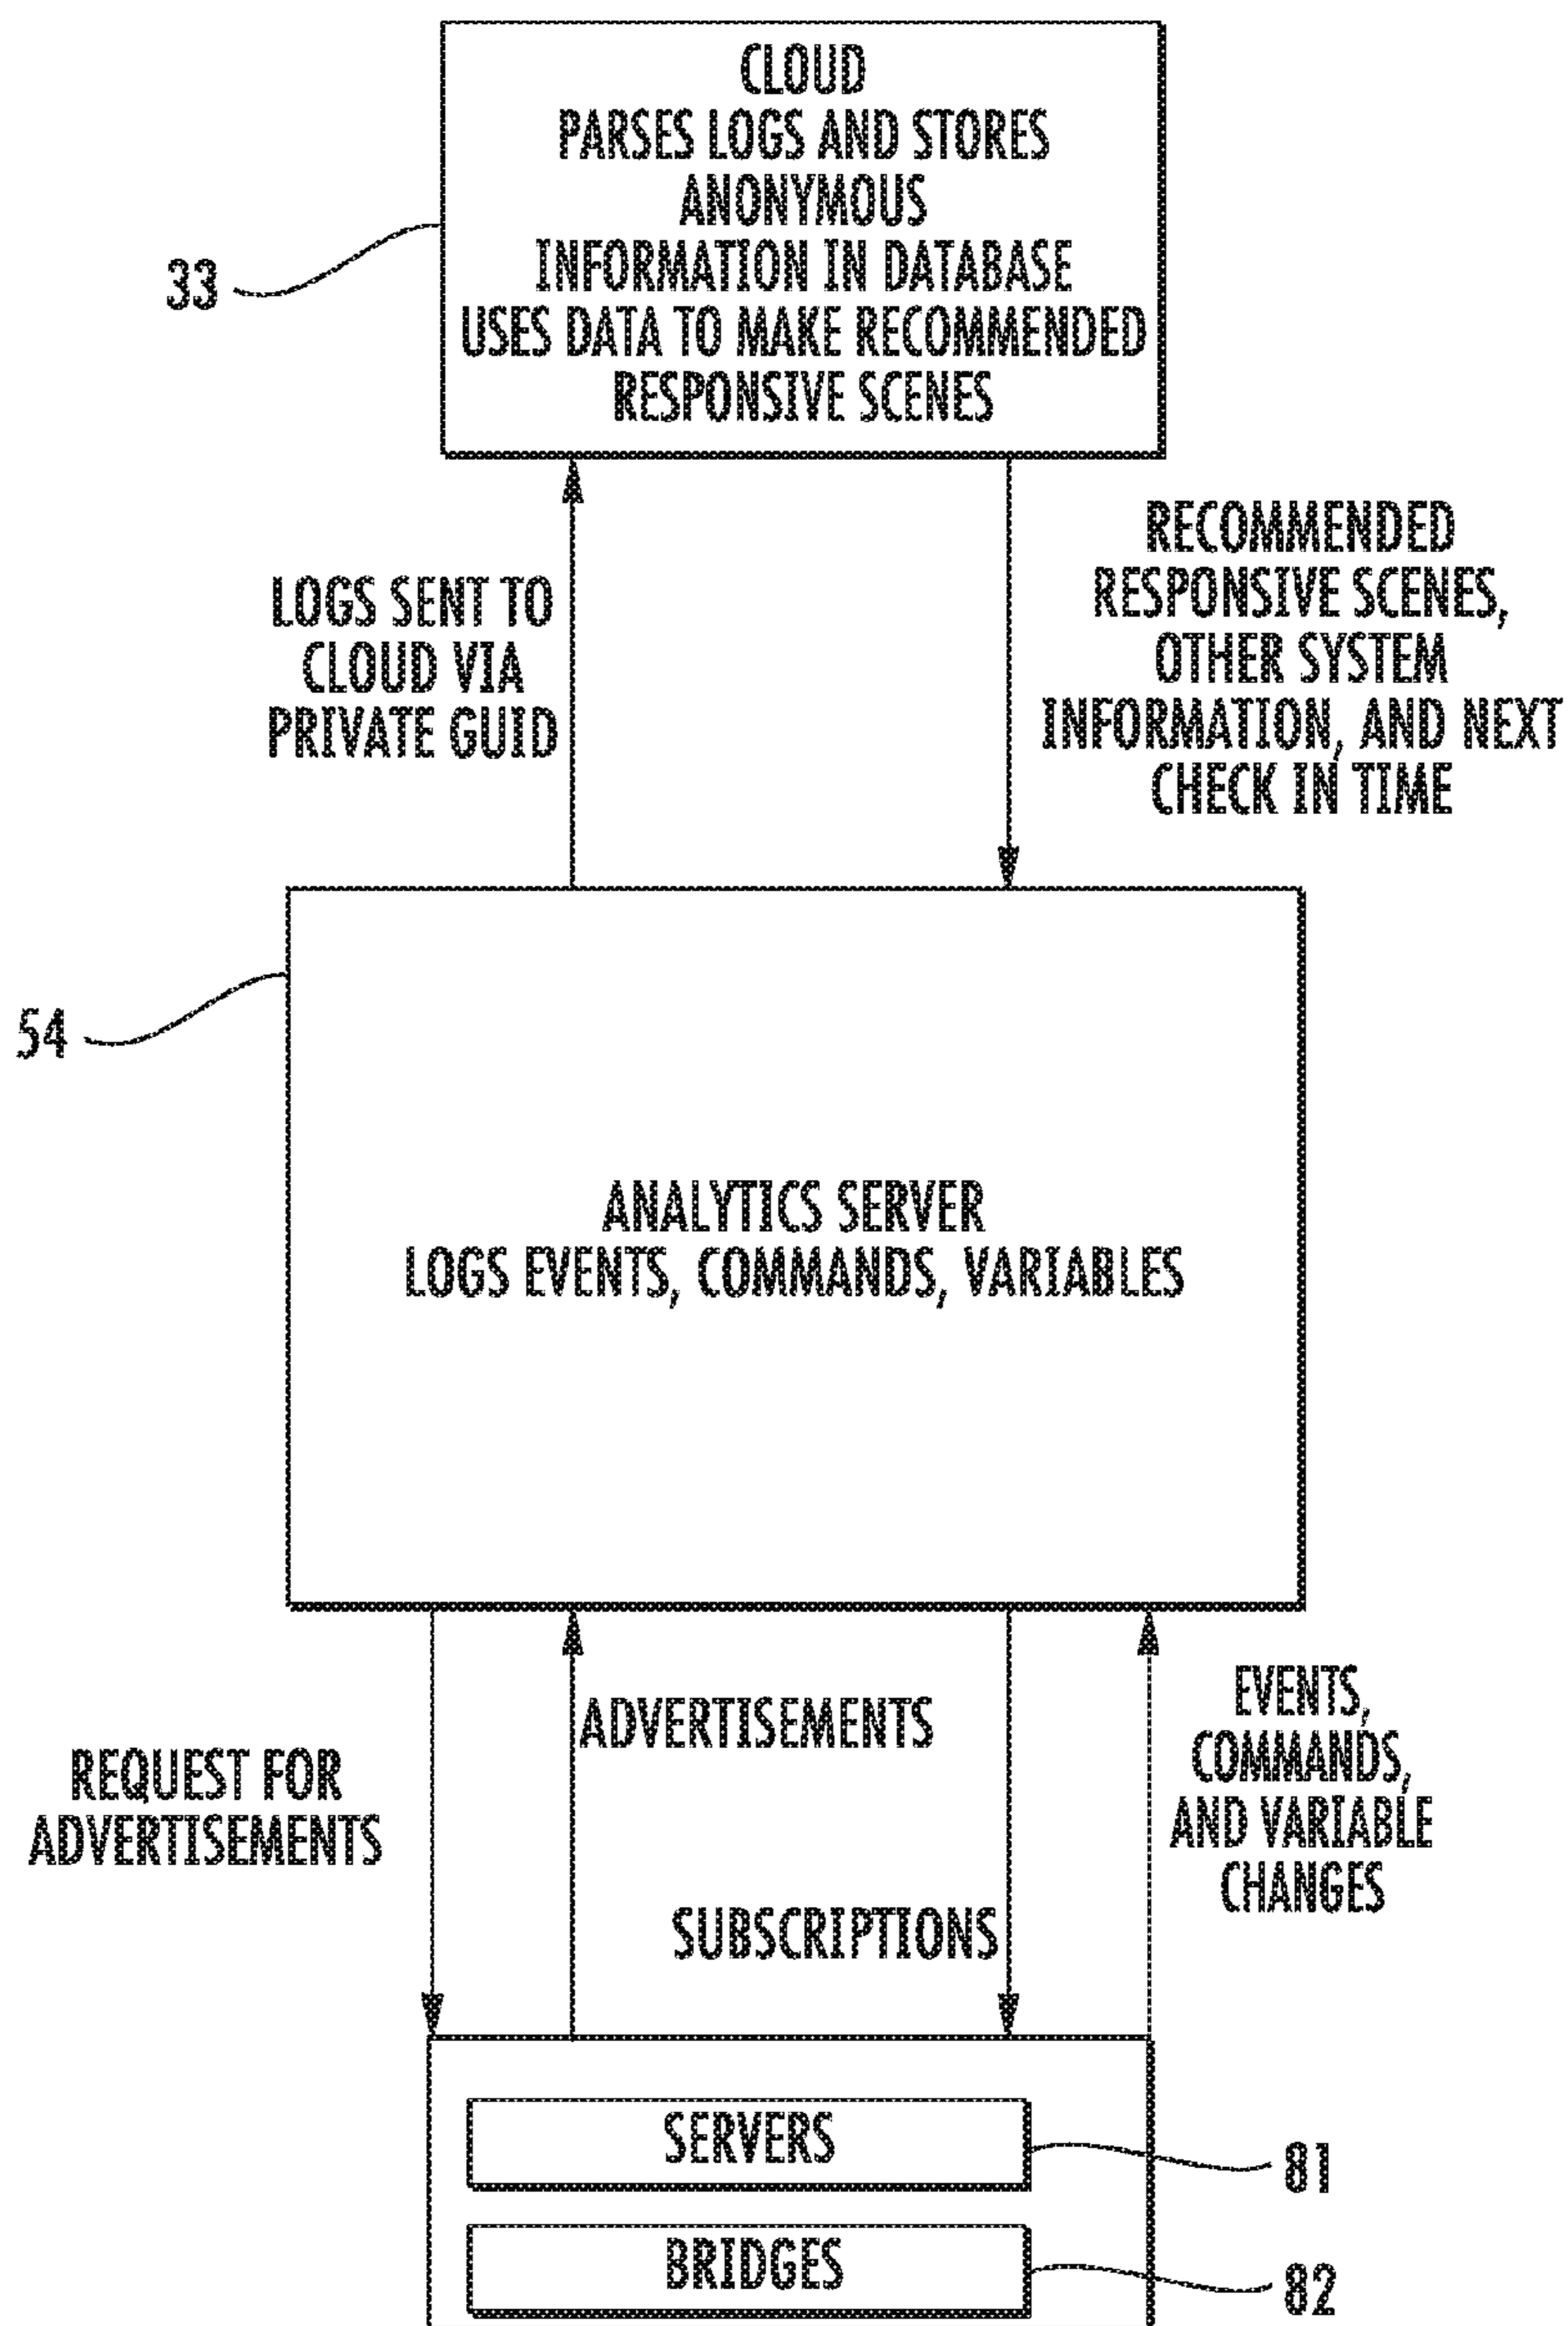 CLOUD
PARSES LOGS AND STORES
ANONYMOUS
INFORMATION IN DATABASE
USES DATA TO MAKE RECOMMENDED
RESPONSIVE SCENES
33
LOGS SENT TO
CLOUD VIA
PRIVATE GUID
RECOMMENDED
RESPONSIVE SCENES,
OTHER SYSTEM
INFORMATION, AND NEXT
CHECK IN TIME
54
ANALYTICS SERVER
LOGS EVENTS, COMMANDS, VARIABLES
REQUEST FOR
ADVERTISEMENTS
ADVERTISEMENTS
SUBSCRIPTIONS
EVENTS,
COMMANDS,
AND VARIABLE
CHANGES
SERVERS
81
BRIDGES
82